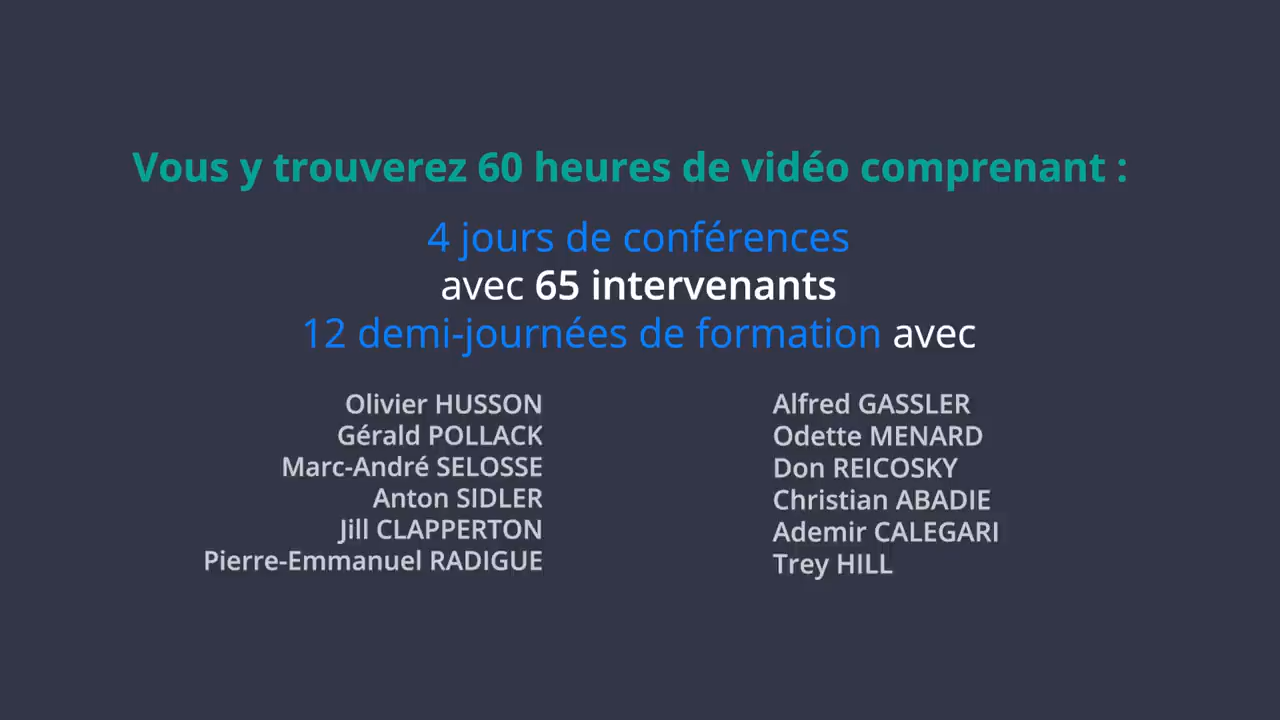 Vous y trouverez 60 heures de vidéo comprenant :
4 jours de conférences
avec 65 intervenants
12 demi-journées de formation avec
Olivier HUSSON
Gérald POLLACK
Marc-André SELOSSE
Anton SIDLER
Jill CLAPPERTON
Pierre-Emmanuel RADIGUE
Alfred GASSLER
Odette MENARD
Don REICOSKY
Christian ABADIE
Ademir CALEGARI
Trey HILL